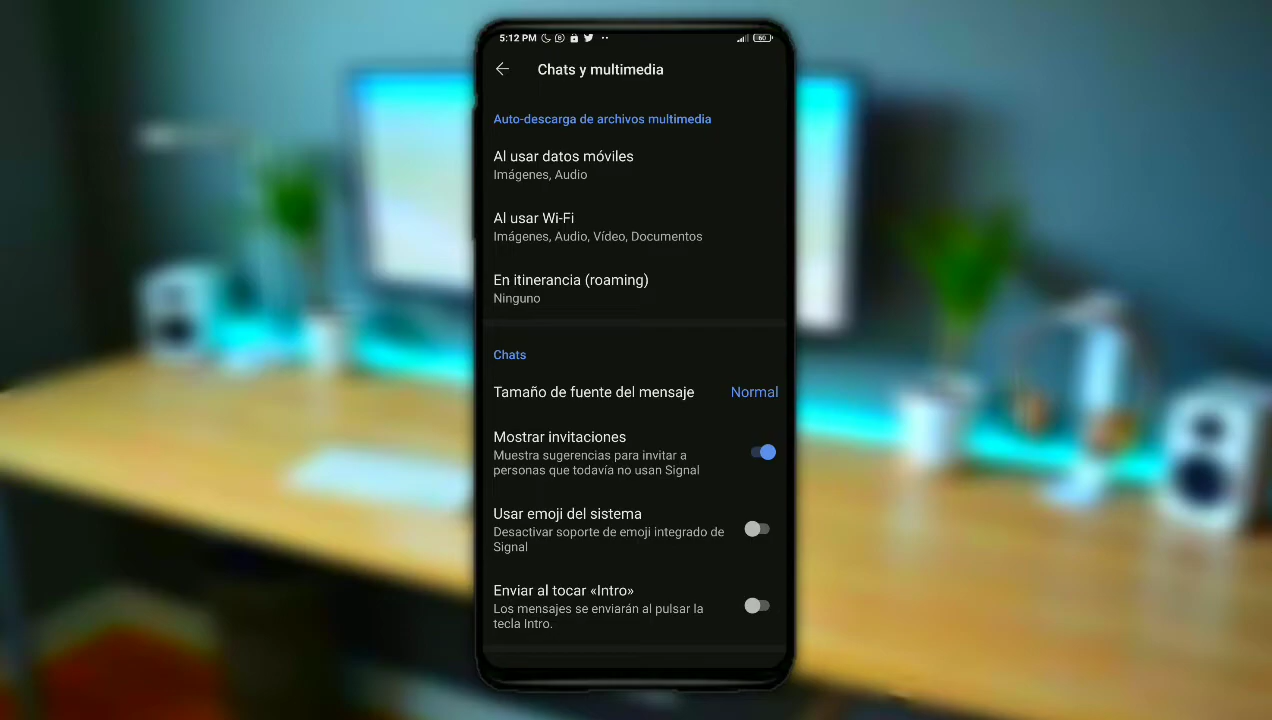 5:12 PM
60
Chats y multimedia
Auto-descarga de archivos multimedia
Al usar datos móviles
Imágenes, Audio
Al usar Wi-Fi
Imágenes, Audio, Vídeo, Documentos
En itinerancia (roaming)
Ninguno
Chats
Tamaño de fuente del mensaje Normal
Mostrar invitaciones
Muestra sugerencias para invitar a
personas que todavía no usan Signal
Usar emoji del sistema
Desactivar soporte de emoji integrado de
Signal
Enviar al tocar «Intro»
Los mensajes se enviarán al pulsar la
tecla Intro.